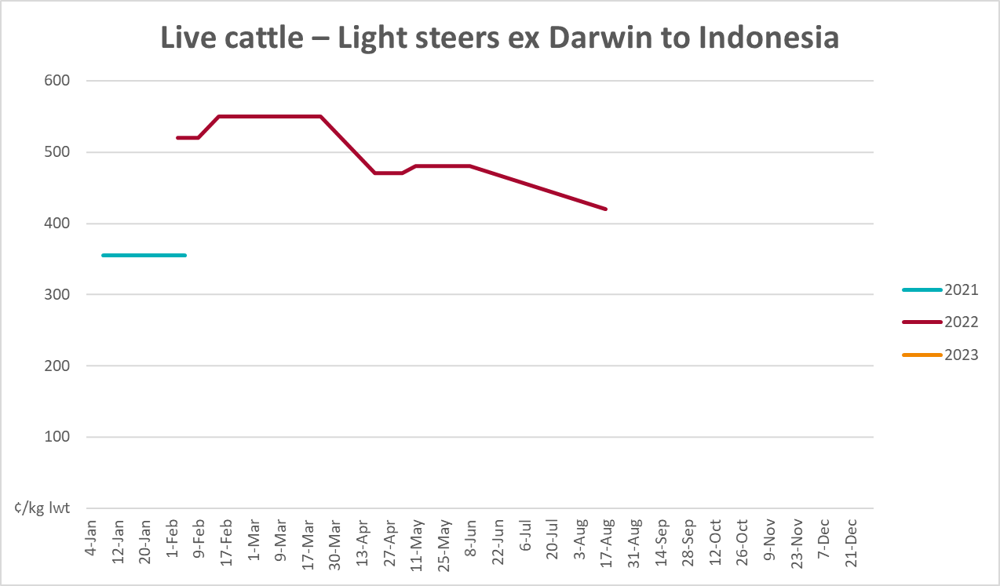 Live cattle – Light steers ex Darwin to Indonesia
600
500
400
300
200
100
¢/kg lwt
4-Jan
12-Jan
20-Jan
1-Feb
9-Feb
17-Feb
1-Mar
9-Mar
17-Mar
30-Mar
13-Apr
27-Apr
11-May
25-May
8-Jun
22-Jun
6-Jul
20-Jul
3-Aug
17-Aug
31-Aug
14-Sep
28-Sep
12-Oct
26-Oct
9-Nov
23-Nov
7-Dec
21-Dec
2021
2022
2023